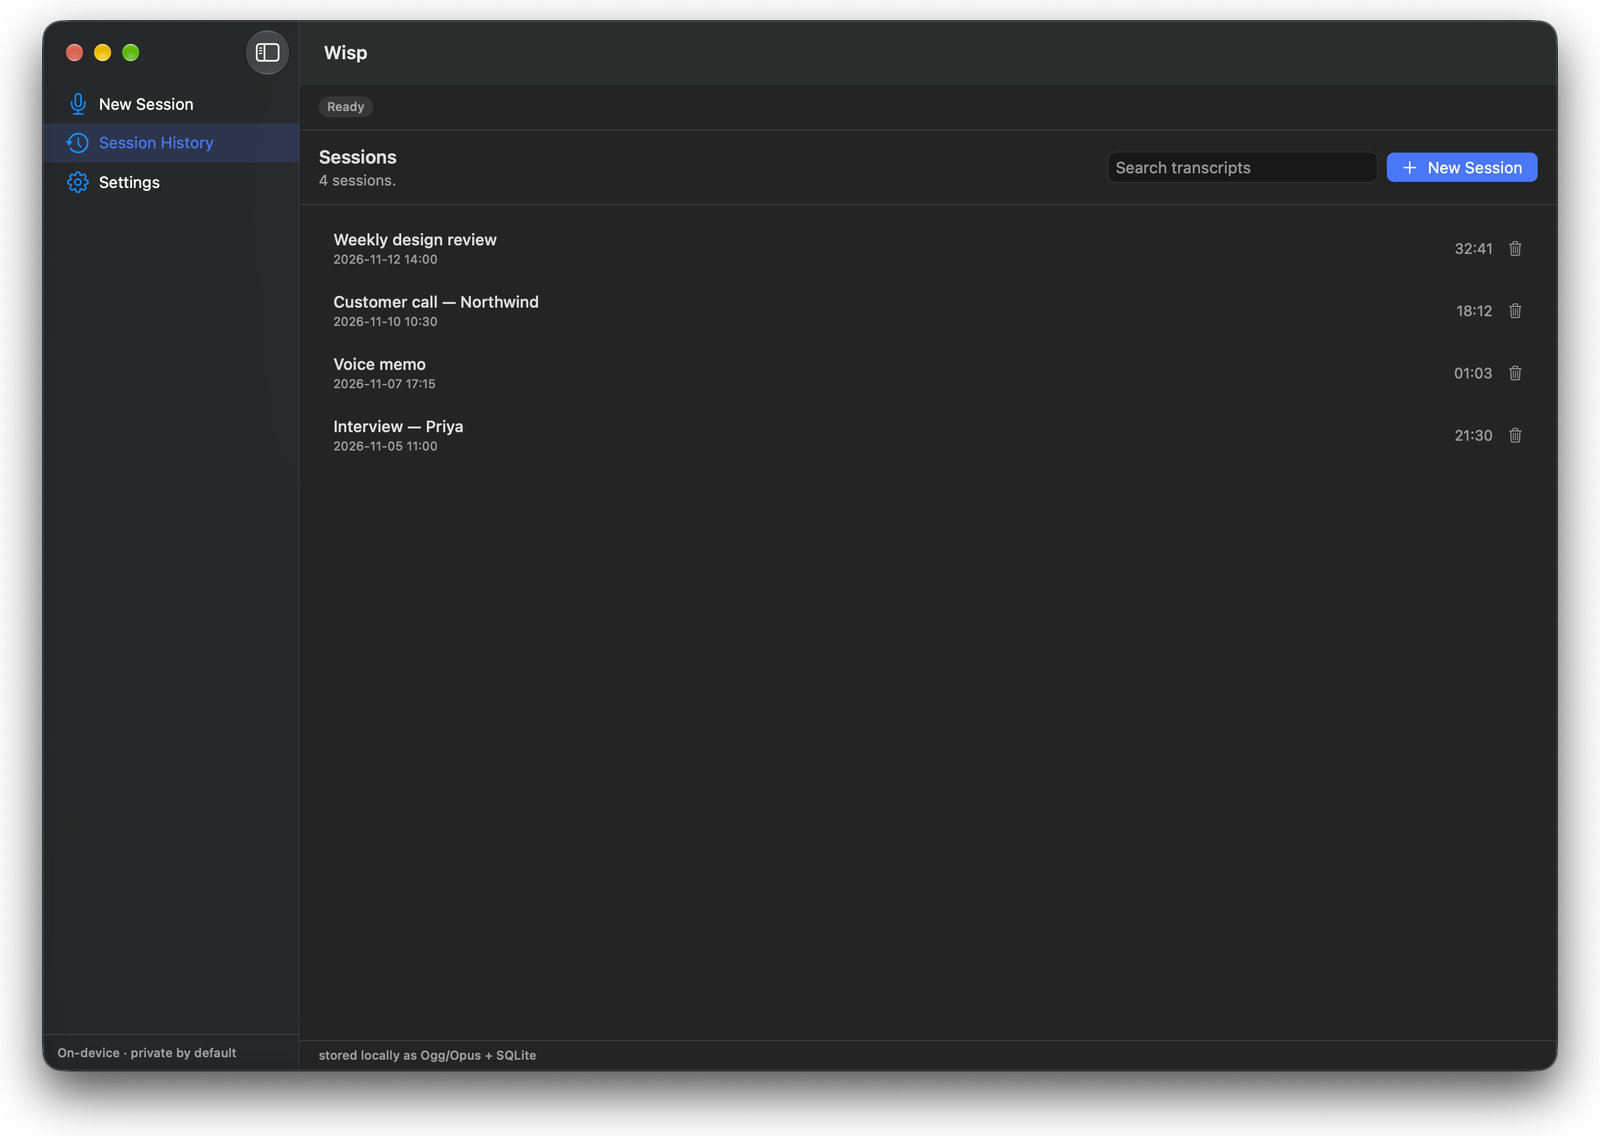 Wisp
New Session
Session History
Settings
Ready
Sessions
4 sessions.
Search transcripts
New Session
Weekly design review
2026-11-12 14:00
32:41
Customer call — Northwind
2026-11-10 10:30
18:12
Voice memo
2026-11-07 17:15
01:03
Interview — Priya
2026-11-05 11:00
21:30
On-device · private by default
stored locally as Ogg/Opus + SQLite